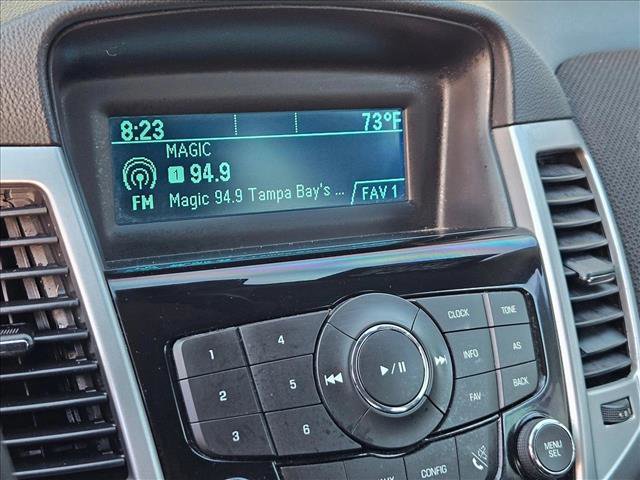 8:23 73°F
MAGIC
1 94.9
FM Magic 94.9 Tampa Bay's ... FAV 1
1 4 CLOCK TONE
2 5 INFO AS
3 6 FAV BACK
CONFIG MENU
SEL